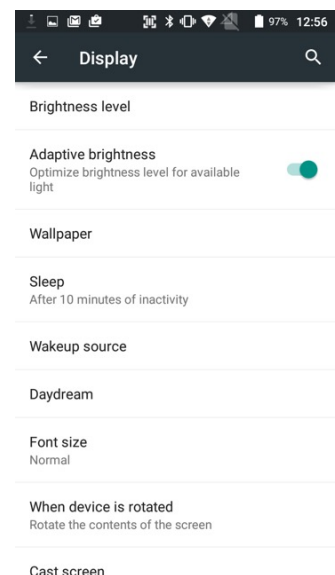 97% 12:56
Display
Brightness level
Adaptive brightness
Optimize brightness level for available
light
Wallpaper
Sleep
After 10 minutes of inactivity
Wakeup source
Daydream
Font size
Normal
When device is rotated
Rotate the contents of the screen
Cast screen